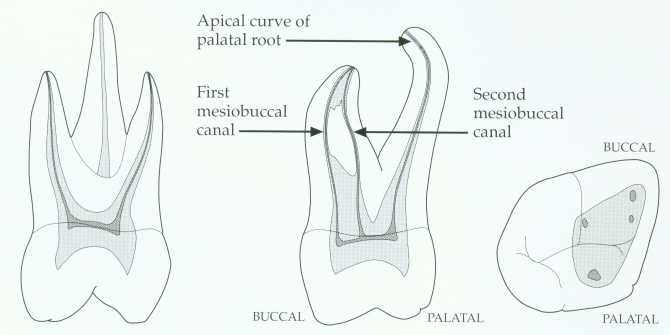 Apical curve of
palatal root
First
mesiobuccal
canal
Second
mesiobuccal
canal
BUCCAL
PALATAL
BUCCAL
PALATAL